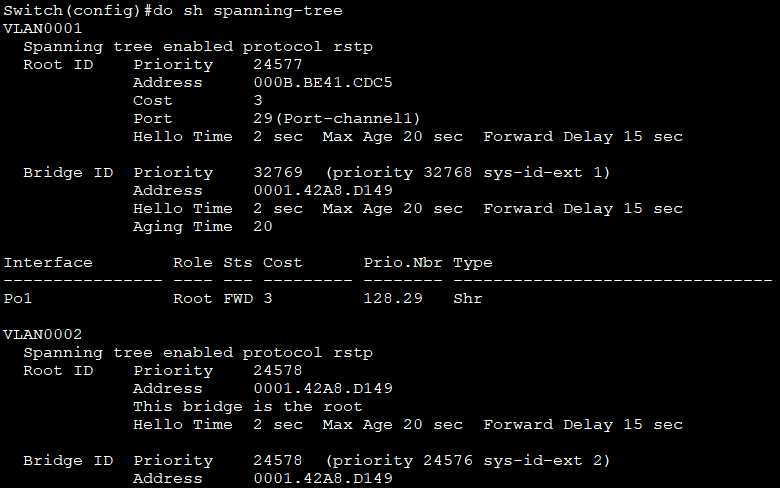 Switch(config)#do sh spanning-tree
VLAN0001
  Spanning tree enabled protocol rstp
  Root ID    Priority    24577
             Address     000B.BE41.CDC5
             Cost        3
             Port        29(Port-channel1)
             Hello Time  2 sec  Max Age 20 sec  Forward Delay 15 sec

  Bridge ID  Priority    32769  (priority 32768 sys-id-ext 1)
             Address     0001.42A8.D149
             Hello Time  2 sec  Max Age 20 sec  Forward Delay 15 sec
             Aging Time  20

Interface        Role Sts Cost      Prio.Nbr Type
---------------- ---- --- --------- -------- --------------------------------
Po1              Root FWD 3         128.29   Shr

VLAN0002
  Spanning tree enabled protocol rstp
  Root ID    Priority    24578
             Address     0001.42A8.D149
             This bridge is the root
             Hello Time  2 sec  Max Age 20 sec  Forward Delay 15 sec

  Bridge ID  Priority    24578  (priority 24576 sys-id-ext 2)
             Address     0001.42A8.D149